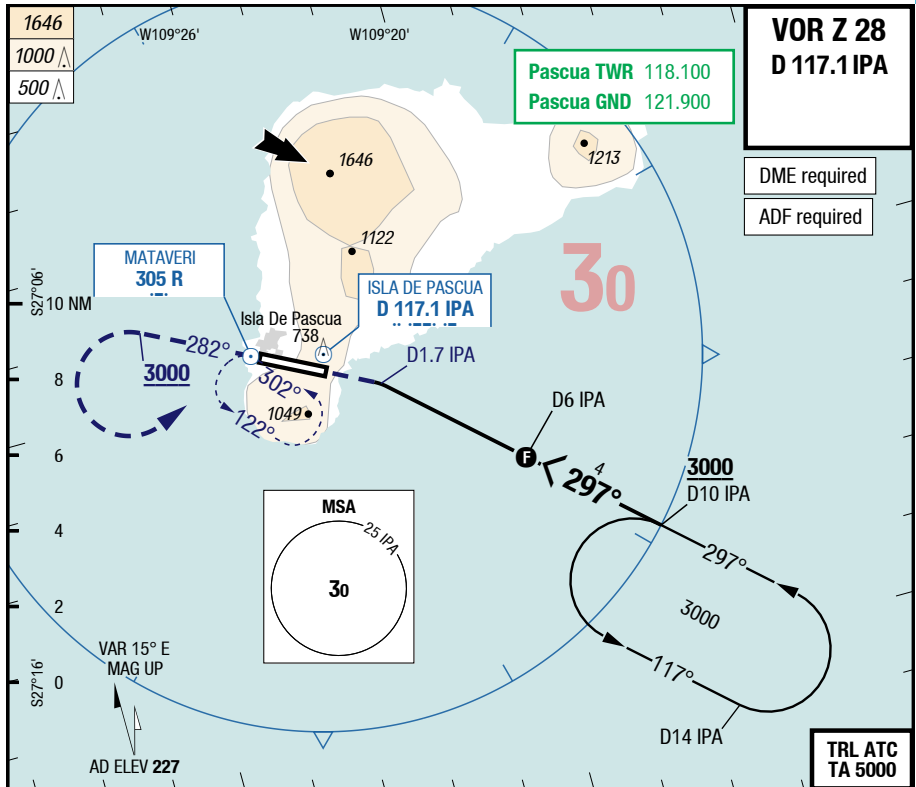 1646
1000
500
W109°26'
W109°20'
VOR Z 28
D 117.1 IPA
Pascua TWR 118.100
Pascua GND 121.900
DME required
ADF required
1646
1213
1122
30
MATAVERI
305 R
ISLA DE PASCUA
D 117.1 IPA
Isla De Pascua
738
S27°06'
10 NM
8
6
4
2
0
S27°16'
282°
3000
302°
122°
1049
D1.7 IPA
D6 IPA
F
4
297°
3000
D10 IPA
297°
3000
117°
D14 IPA
MSA
25 IPA
30
VAR 15° E
MAG UP
AD ELEV 227
TRL ATC
TA 5000